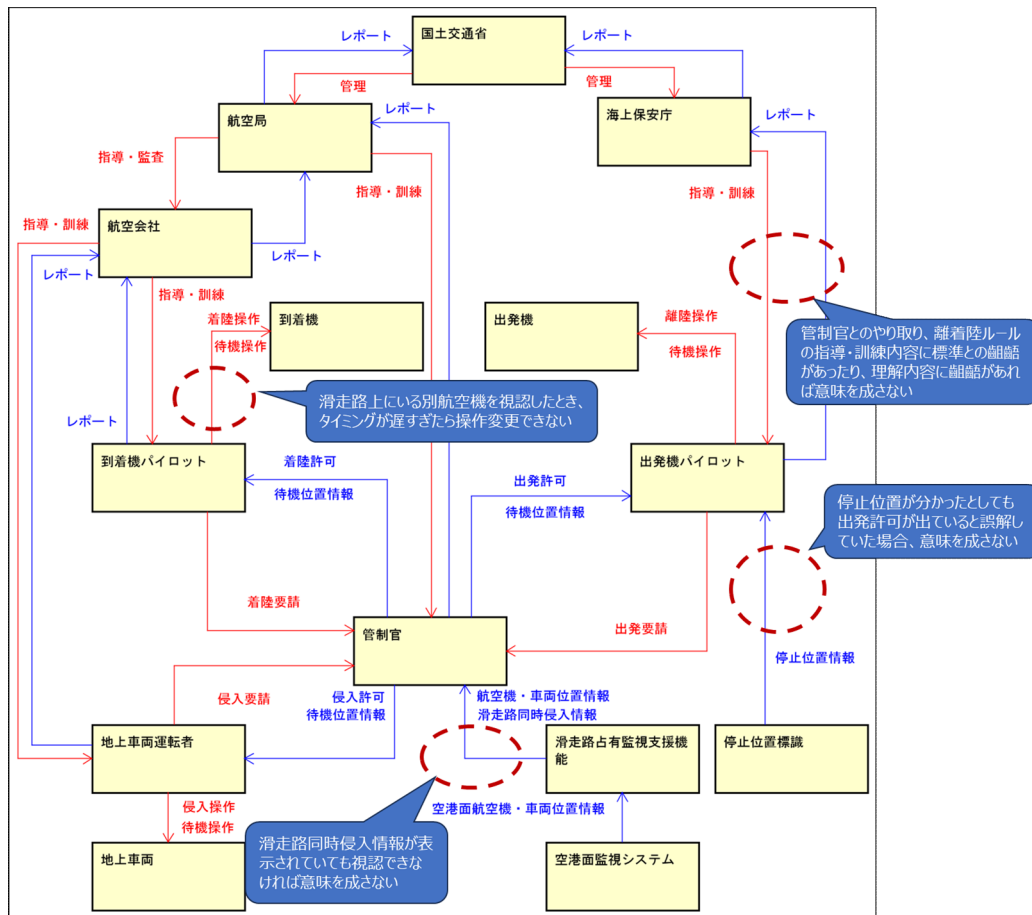 国土交通省
レポート
レポート
管理
管理
航空局
海上保安庁
レポート
レポート
指導・監査
指導・訓練
指導・訓練
航空会社
指導・訓練
レポート
レポート
指導・訓練
到着機
出発機
着陸操作
待機操作
離陸操作
待機操作
管制官とのやり取り、離着陸ルール
の指導・訓練内容に標準との齟齬
があったり、理解内容に齟齬があれ
ば意味を成さない
滑走路上にいる別航空機を視認したとき、
タイミングが遅すぎたら操作変更できない
レポート
到着機パイロット
出発機パイロット
着陸許可
待機位置情報
出発許可
待機位置情報
停止位置が分かったとしても
出発許可が出ていると誤解し
ていた場合、意味を成さない
着陸要請
管制官
出発要請
停止位置情報
侵入要請
侵入許可
待機位置情報
航空機・車両位置情報
滑走路同時侵入情報
地上車両運転者
滑走路占有監視支援機
能
停止位置標識
侵入操作
待機操作
空港面航空機・車両位置情報
滑走路同時侵入情報が表
示されていても視認できな
ければ意味を成さない
地上車両
空港面監視システム